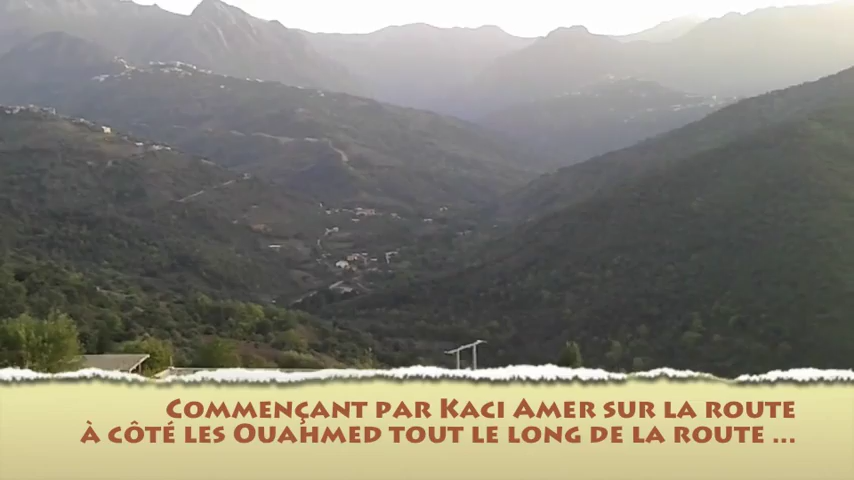 Commençant par Kaci Amer sur la route
à côté les Ouahmed tout le long de la route ...